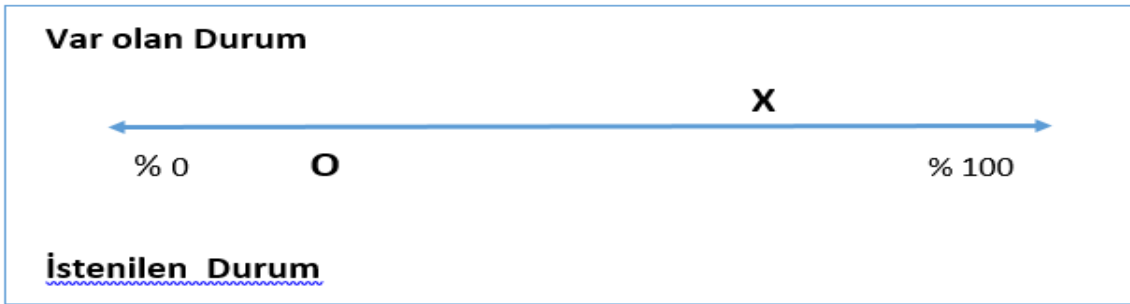 Var olan Durum
X
% 0 O % 100
İstenilen Durum